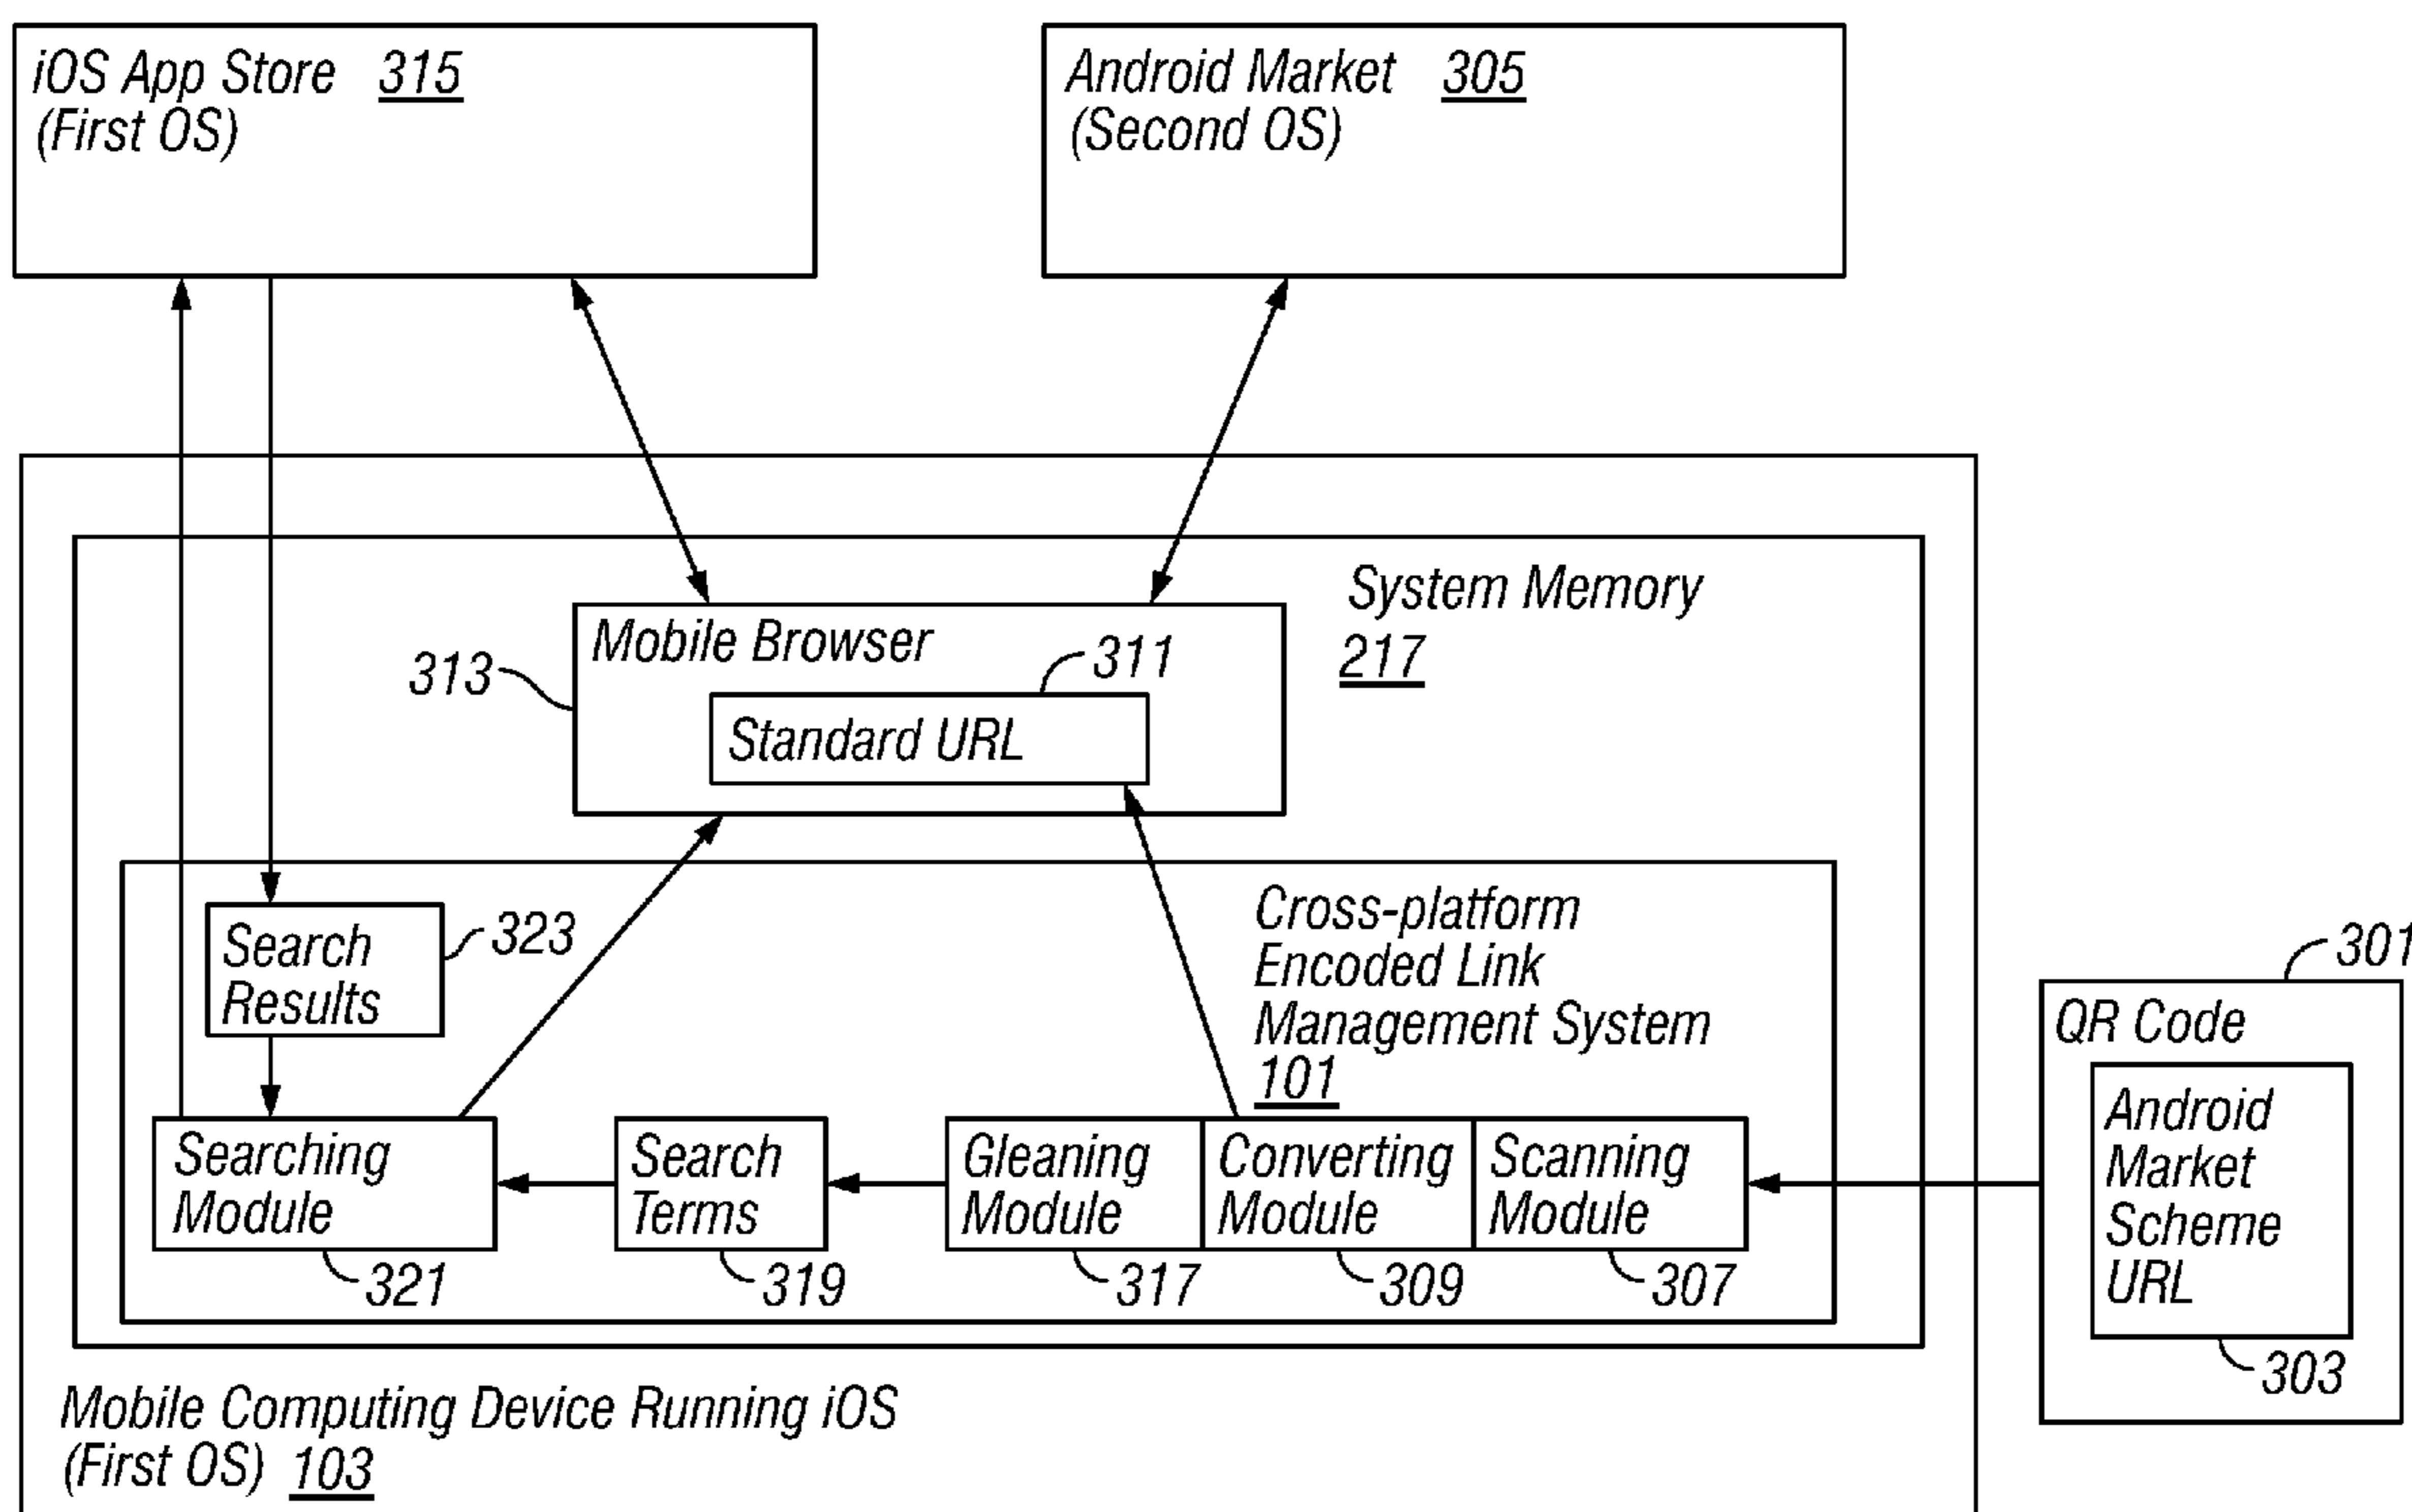 iOS App Store 315
(First OS)
Android Market 305
(Second OS)
System Memory
217
Mobile Browser
311
313
Standard URL
Cross-platform
Encoded Link
Management System
101
Search
Results
323
Searching
Module
321
Search
Terms
319
Gleaning
Module
317
Converting
Module
309
Scanning
Module
307
301
QR Code
Android
Market
Scheme
URL
303
Mobile Computing Device Running iOS
(First OS) 103